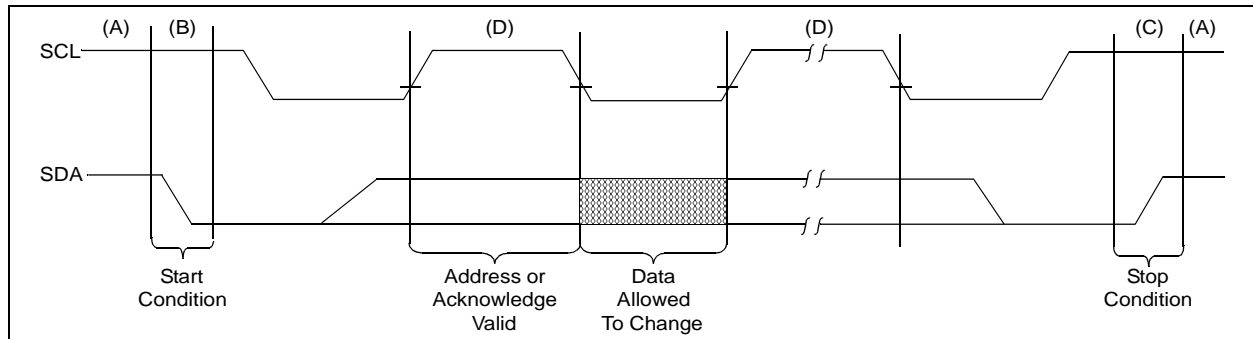 (A) (B) (D) (D) (C) (A)
SCL
SDA
Start
Condition
Address or
Acknowledge
Valid
Data
Allowed
To Change
Stop
Condition